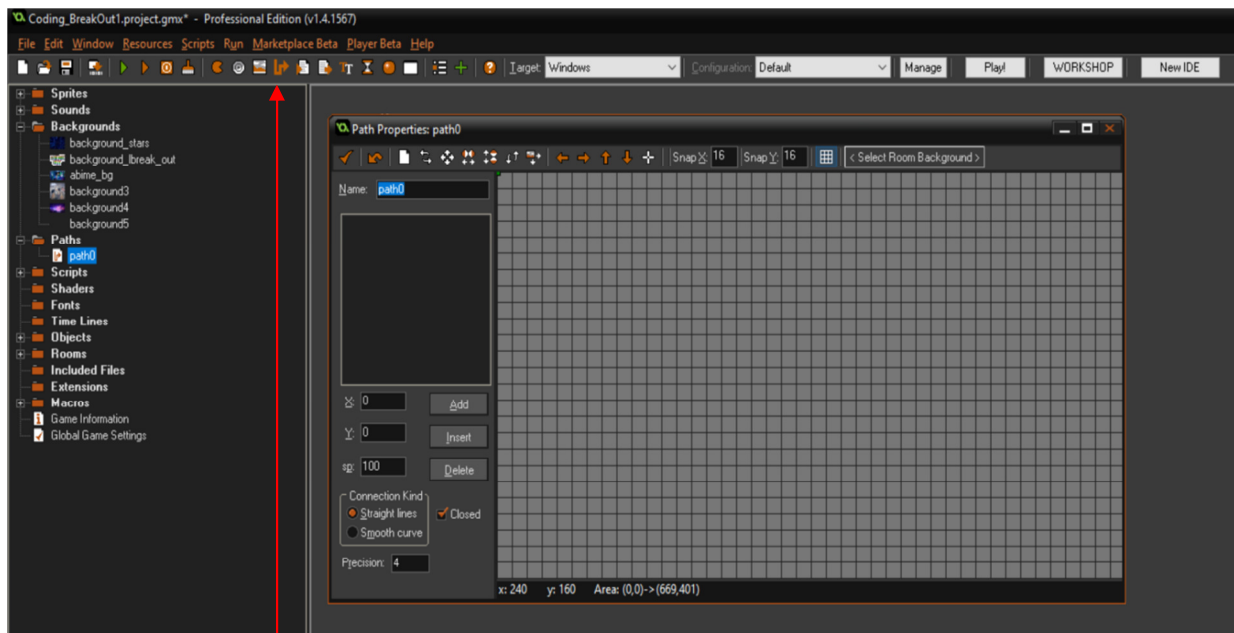 Coding_BreakOut1.project.gmx* - Professional Edition (v1.4.1567)
File Edit Window Resources Scripts Run Marketplace Beta Player Beta Help
Target: Windows Configuration: Default Manage Play! WORKSHOP New IDE
Sprites
Sounds
Backgrounds
background_stars
background_lbreak_out
abime_bg
background3
background4
background5
Paths
path0
Scripts
Shaders
Fonts
Time Lines
Objects
Rooms
Included Files
Extensions
Macros
Game Information
Global Game Settings
Path Properties: path0
Snap X: 16 Snap Y: 16 < Select Room Background >
Name: path0
X: 0 Add
Y: 0 Insert
sp: 100 Delete
Connection Kind
Straight lines Closed
Smooth curve
Precision: 4
x: 240 y: 160 Area: (0,0)->(669,401)